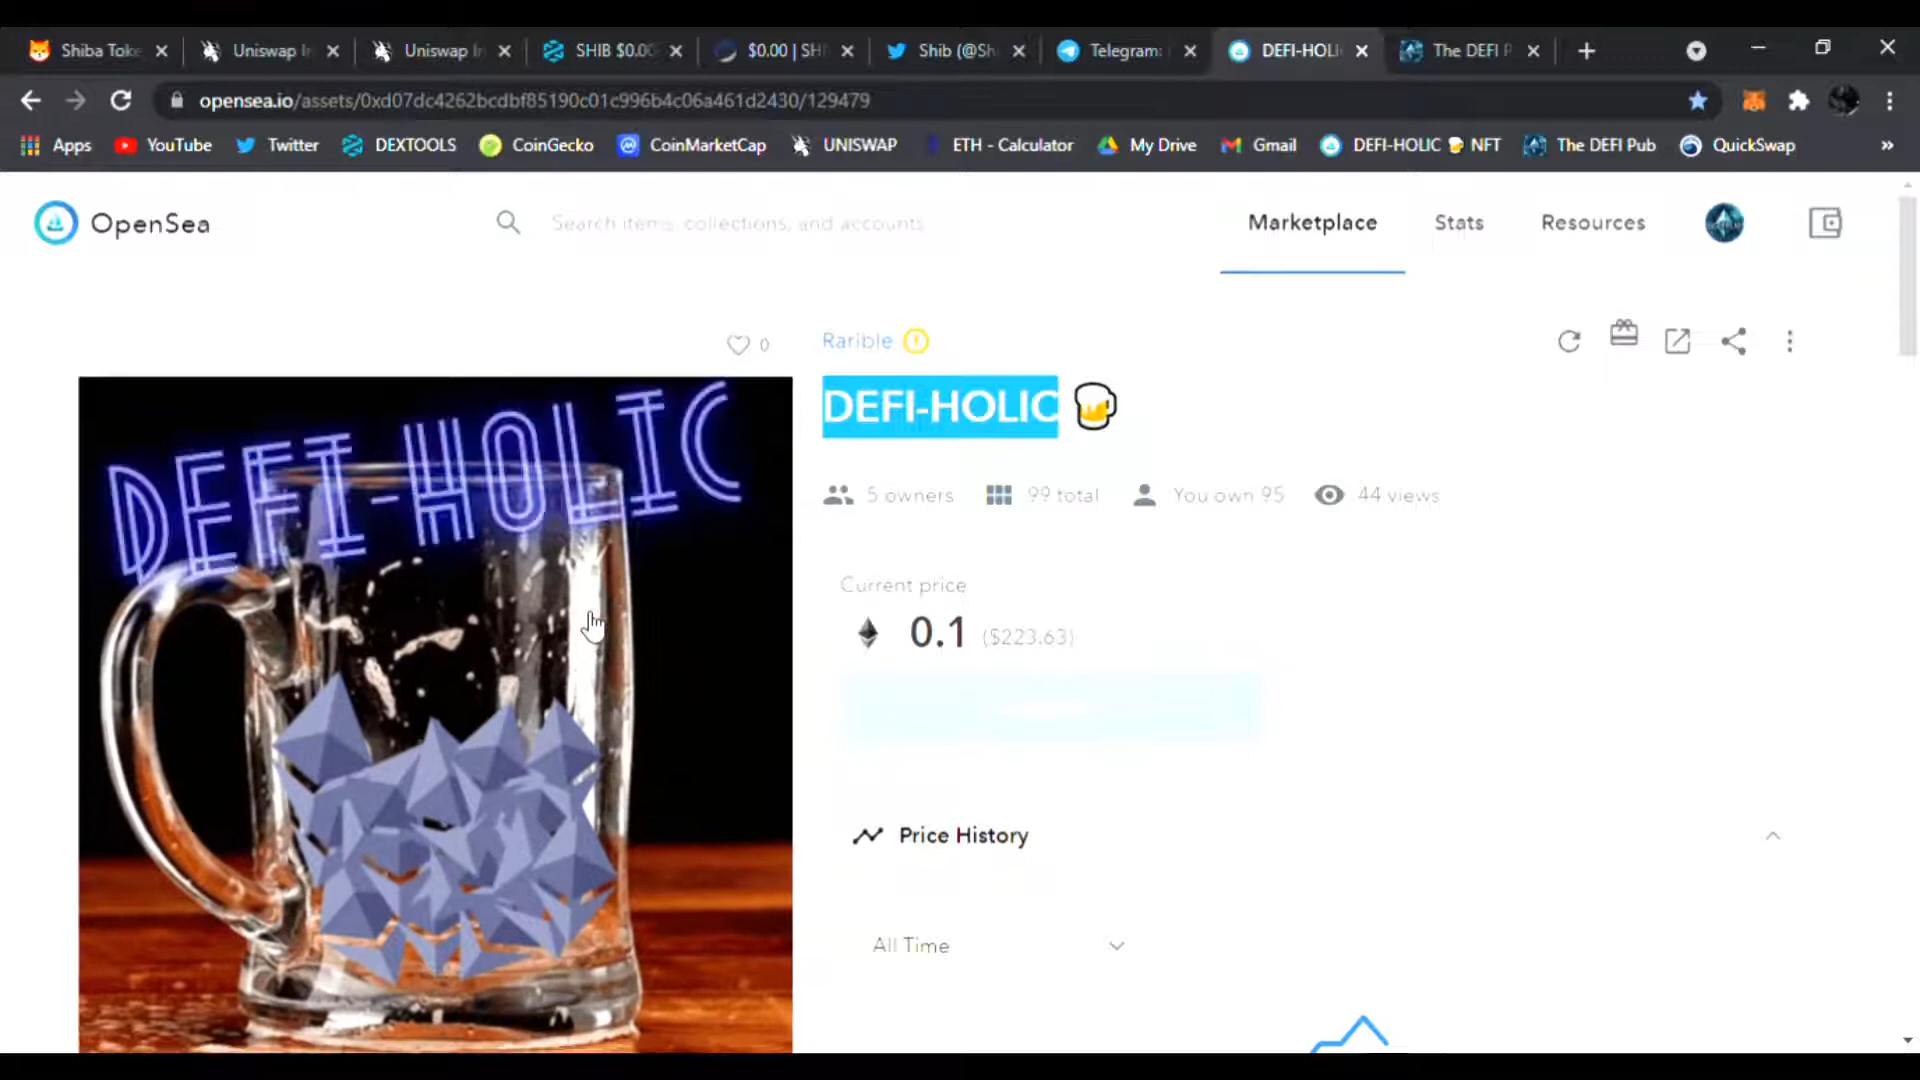 Shiba Toke
Uniswap In
Uniswap In
SHIB $0.00
$0.00 | SHI
Shib (@Sh
Telegram:
DEFI-HOLI
The DEFI P
opensea.io/assets/0xd07dc4262bcdbf85190c01c996b4c06a461d2430/129479
Apps YouTube Twitter DEXTOOLS CoinGecko CoinMarketCap UNISWAP ETH - Calculator My Drive Gmail DEFI-HOLIC 🍺 NFT The DEFI Pub QuickSwap »
OpenSea
Search items, collections, and accounts
Marketplace Stats Resources
0
Rarible
DEFI-HOLIC 🍺
DEFI-HOLIC
5 owners 99 total You own 95 44 views
Current price
0.1 ($223.63)
Price History
All Time